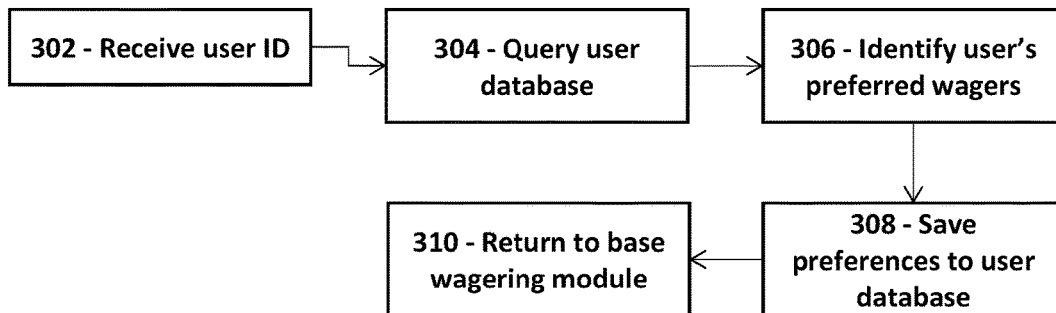 302 - Receive user ID
304 - Query user
database
306 - Identify user’s
preferred wagers
308 - Save
preferences to user
database
310 - Return to base
wagering module